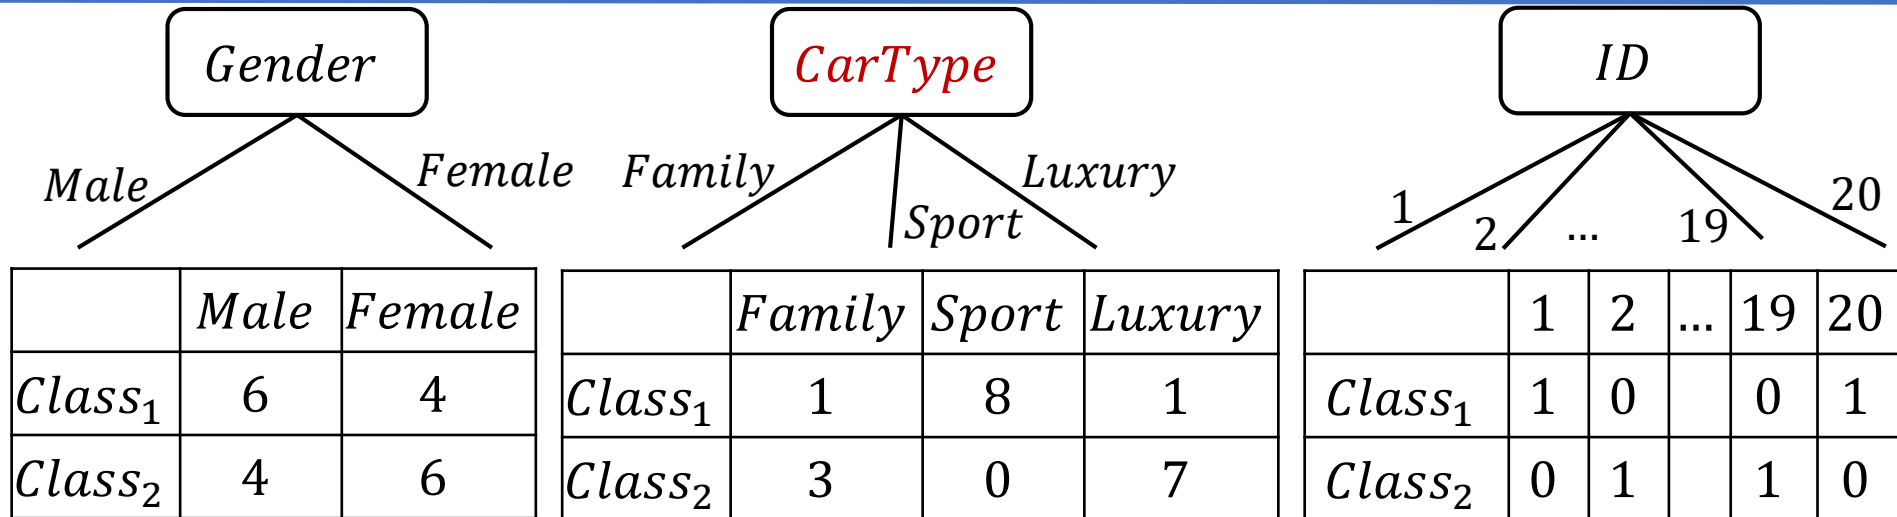 Gender CarType ID
Male Female Family Sport Luxury 1 2 ... 19 20
Male Female
Class₁ 6 4
Class₂ 4 6
Family Sport Luxury
Class₁ 1 8 1
Class₂ 3 0 7
1 2 ... 19 20
Class₁ 1 0 0 1
Class₂ 0 1 1 0